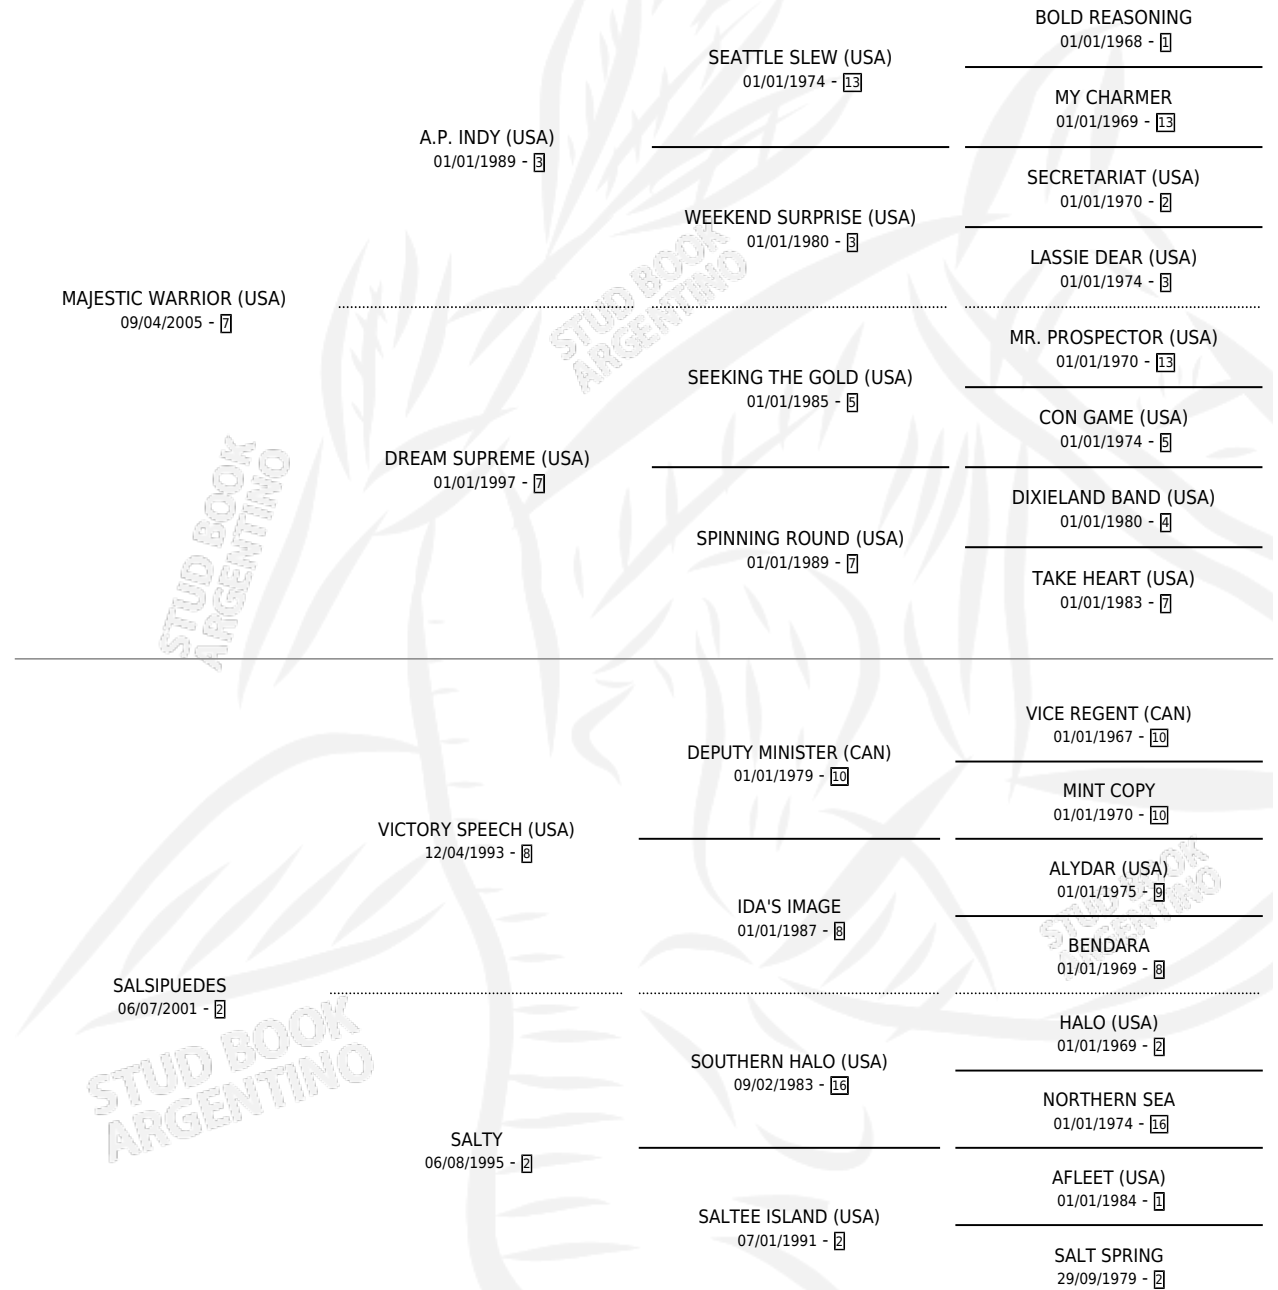 BOLD REASONING
01/01/1968 - 1
SEATTLE SLEW (USA)
01/01/1974 - 13
MY CHARMER
01/01/1969 - 13
A.P. INDY (USA)
01/01/1989 - 3
SECRETARIAT (USA)
01/01/1970 - 2
WEEKEND SURPRISE (USA)
01/01/1980 - 3
LASSIE DEAR (USA)
01/01/1974 - 3
MAJESTIC WARRIOR (USA)
09/04/2005 - 7
MR. PROSPECTOR (USA)
01/01/1970 - 13
SEEKING THE GOLD (USA)
01/01/1985 - 5
CON GAME (USA)
01/01/1974 - 5
DREAM SUPREME (USA)
01/01/1997 - 7
DIXIELAND BAND (USA)
01/01/1980 - 4
SPINNING ROUND (USA)
01/01/1989 - 7
TAKE HEART (USA)
01/01/1983 - 7
VICE REGENT (CAN)
01/01/1967 - 10
DEPUTY MINISTER (CAN)
01/01/1979 - 10
MINT COPY
01/01/1970 - 10
VICTORY SPEECH (USA)
12/04/1993 - 8
ALYDAR (USA)
01/01/1975 - 9
IDA'S IMAGE
01/01/1987 - 8
BENDARA
01/01/1969 - 8
SALSIPUEDES
06/07/2001 - 2
HALO (USA)
01/01/1969 - 2
SOUTHERN HALO (USA)
09/02/1983 - 16
NORTHERN SEA
01/01/1974 - 16
SALTY
06/08/1995 - 2
AFLEET (USA)
01/01/1984 - 1
SALTEE ISLAND (USA)
07/01/1991 - 2
SALT SPRING
29/09/1979 - 2
STUD BOOK
ARGENTINO
STUD BOOK
ARGENTINO
STUD BOOK
ARGENTINO
STUD BOOK
ARGENTINO